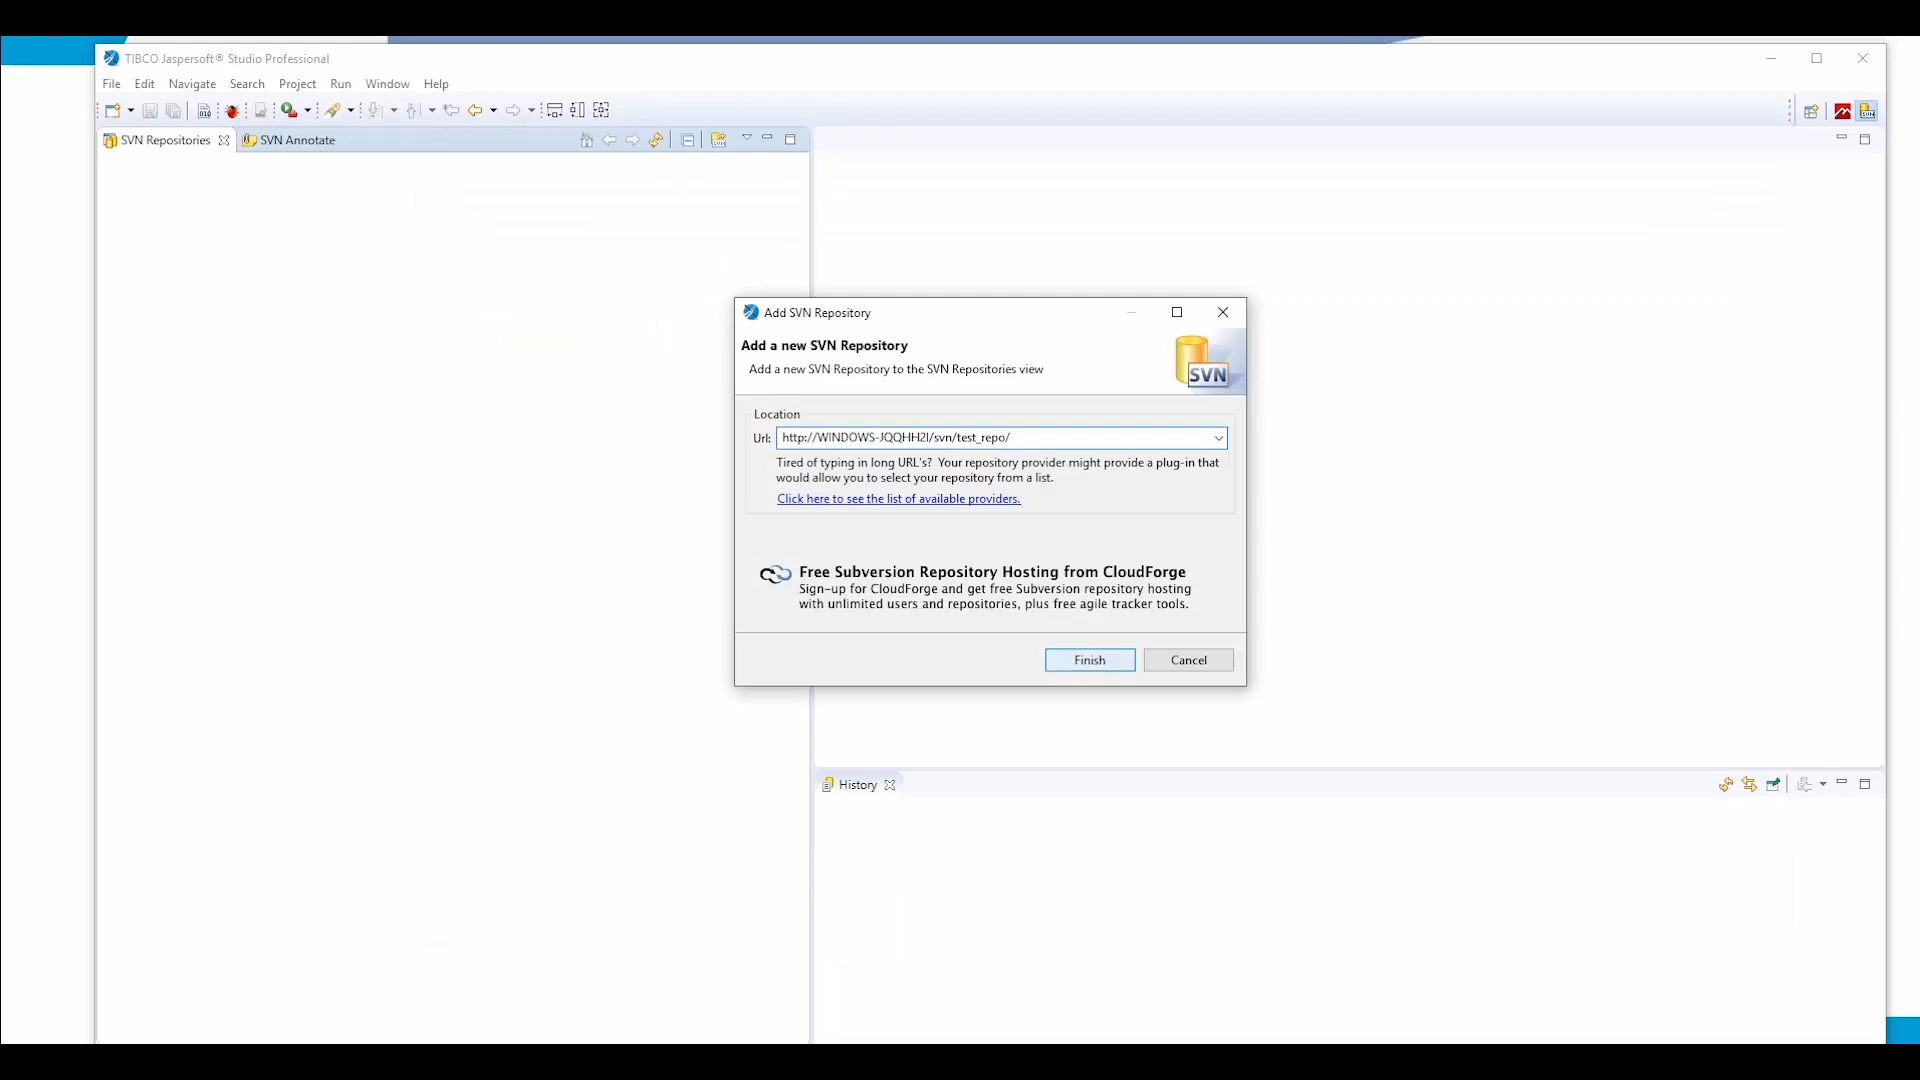 TIBCO Jaspersoft® Studio Professional
File Edit Navigate Search Project Run Window Help
SVN Repositories SVN Annotate
Add SVN Repository
Add a new SVN Repository
Add a new SVN Repository to the SVN Repositories view
SVN
Location
Url: http://WINDOWS-JQQHH2I/svn/test_repo/
Tired of typing in long URL's? Your repository provider might provide a plug-in that
would allow you to select your repository from a list.
Click here to see the list of available providers.
Free Subversion Repository Hosting from CloudForge
Sign-up for CloudForge and get free Subversion repository hosting
with unlimited users and repositories, plus free agile tracker tools.
Finish Cancel
History